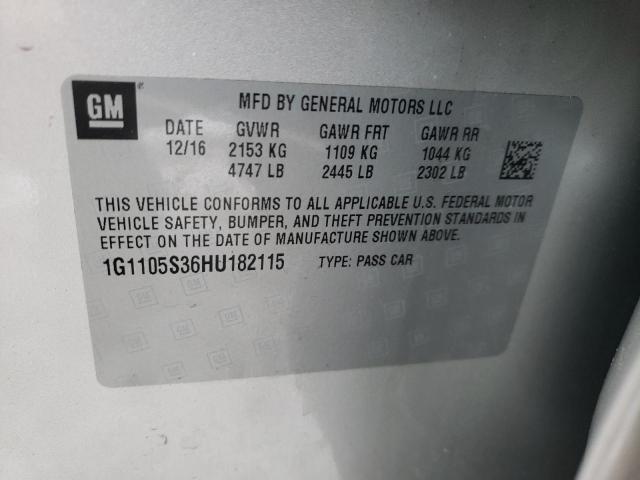 GM
MFD BY GENERAL MOTORS LLC
DATE GVWR GAWR FRT GAWR RR
12/16 2153 KG 1109 KG 1044 KG
4747 LB 2445 LB 2302 LB
THIS VEHICLE CONFORMS TO ALL APPLICABLE U.S. FEDERAL MOTOR
VEHICLE SAFETY, BUMPER, AND THEFT PREVENTION STANDARDS IN
EFFECT ON THE DATE OF MANUFACTURE SHOWN ABOVE.
1G1105S36HU182115 TYPE: PASS CAR